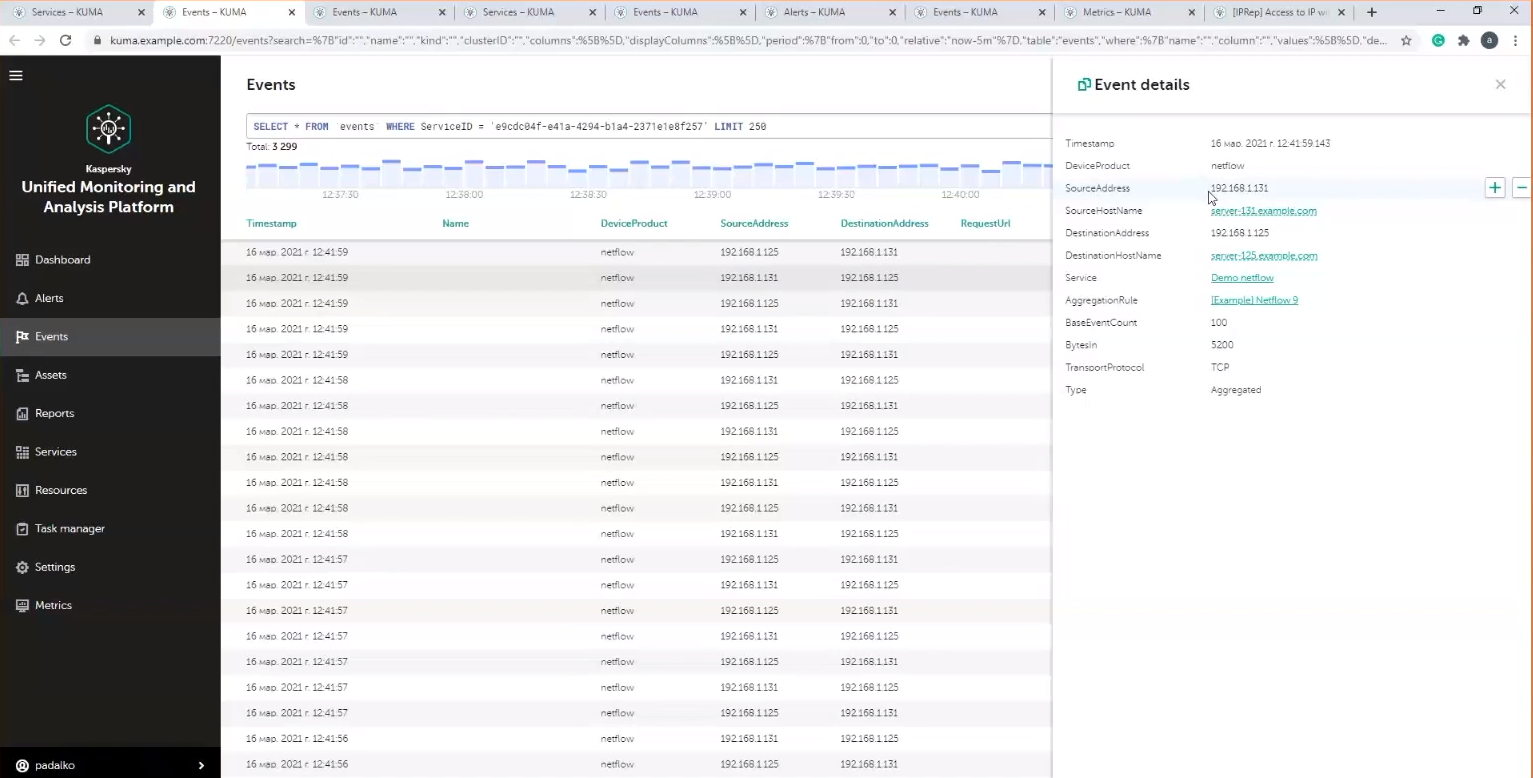 Services – KUMA
Events – KUMA
Events – KUMA
Services – KUMA
Events – KUMA
Alerts – KUMA
Events – KUMA
Metrics – KUMA
[IPRep] Access to IP wi
kuma.example.com:7220/events?search=%7B"id":"","name":"","kind":"","clusterID":"","columns":%5B%5D,"displayColumns":%5B%5D,"period":%7B"from":0,"to":0,"relative":"now-5m"%7D,"table":"events","where":%7B"name":"","column":"","values":%5B%5D,"de...
a
Kaspersky
Unified Monitoring and
Analysis Platform
Dashboard
Alerts
Events
Assets
Reports
Services
Resources
Task manager
Settings
Metrics
padalko
Events
SELECT * FROM `events` WHERE ServiceID = 'e9cdc04f-e41a-4294-b1a4-2371e1e8f257' LIMIT 250
Total: 3 299
12:37:30 12:38:00 12:38:30 12:39:00 12:39:30 12:40:00
Timestamp Name DeviceProduct SourceAddress DestinationAddress RequestUrl
16 мар. 2021 г. 12:41:59 netflow 192.168.1.125 192.168.1.131
16 мар. 2021 г. 12:41:59 netflow 192.168.1.131 192.168.1.125
16 мар. 2021 г. 12:41:59 netflow 192.168.1.125 192.168.1.131
16 мар. 2021 г. 12:41:59 netflow 192.168.1.131 192.168.1.125
16 мар. 2021 г. 12:41:59 netflow 192.168.1.125 192.168.1.131
16 мар. 2021 г. 12:41:58 netflow 192.168.1.131 192.168.1.125
16 мар. 2021 г. 12:41:58 netflow 192.168.1.125 192.168.1.131
16 мар. 2021 г. 12:41:58 netflow 192.168.1.131 192.168.1.125
16 мар. 2021 г. 12:41:58 netflow 192.168.1.125 192.168.1.131
16 мар. 2021 г. 12:41:58 netflow 192.168.1.131 192.168.1.125
16 мар. 2021 г. 12:41:58 netflow 192.168.1.125 192.168.1.131
16 мар. 2021 г. 12:41:58 netflow 192.168.1.131 192.168.1.125
16 мар. 2021 г. 12:41:57 netflow 192.168.1.125 192.168.1.131
16 мар. 2021 г. 12:41:57 netflow 192.168.1.131 192.168.1.125
16 мар. 2021 г. 12:41:57 netflow 192.168.1.125 192.168.1.131
16 мар. 2021 г. 12:41:57 netflow 192.168.1.131 192.168.1.125
16 мар. 2021 г. 12:41:57 netflow 192.168.1.125 192.168.1.131
16 мар. 2021 г. 12:41:57 netflow 192.168.1.131 192.168.1.125
16 мар. 2021 г. 12:41:57 netflow 192.168.1.125 192.168.1.131
16 мар. 2021 г. 12:41:56 netflow 192.168.1.131 192.168.1.125
16 мар. 2021 г. 12:41:56 netflow 192.168.1.125 192.168.1.131
Event details
Timestamp 16 мар. 2021 г. 12:41:59.143
DeviceProduct netflow
SourceAddress 192.168.1.131
SourceHostName server-131.example.com
DestinationAddress 192.168.1.125
DestinationHostName server-125.example.com
Service Demo netflow
AggregationRule [Example] Netflow 9
BaseEventCount 100
BytesIn 5200
TransportProtocol TCP
Type Aggregated